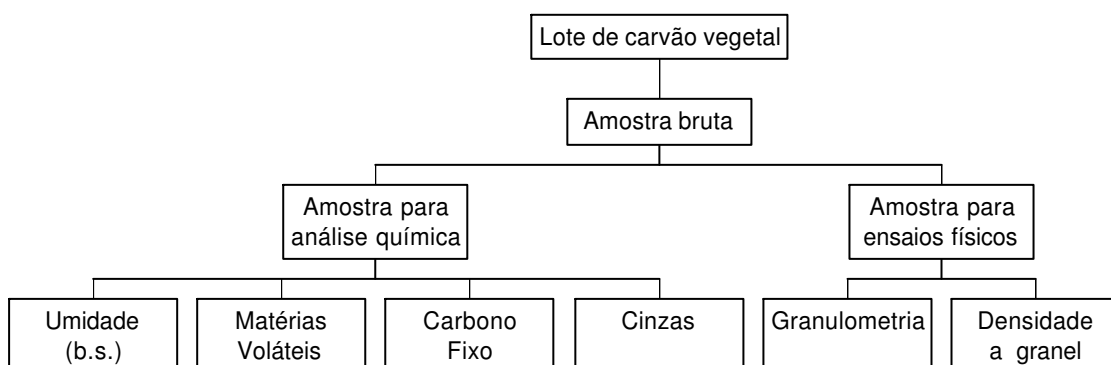 Lote de carvão vegetal
Amostra bruta
Amostra para
análise química
Amostra para
ensaios físicos
Umidade
(b.s.)
Matérias
Voláteis
Carbono
Fixo
Cinzas
Granulometria
Densidade
a granel